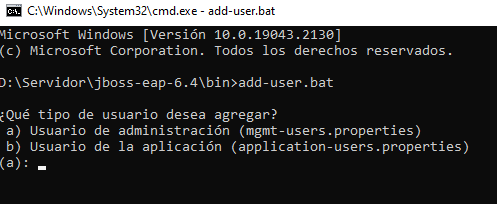 C:\Windows\System32\cmd.exe - add-user.bat
Microsoft Windows [Versión 10.0.19043.2130]
(c) Microsoft Corporation. Todos los derechos reservados.
D:\Servidor\jboss-eap-6.4\bin>add-user.bat
¿Qué tipo de usuario desea agregar?
a) Usuario de administración (mgmt-users.properties)
b) Usuario de la aplicación (application-users.properties)
(a):